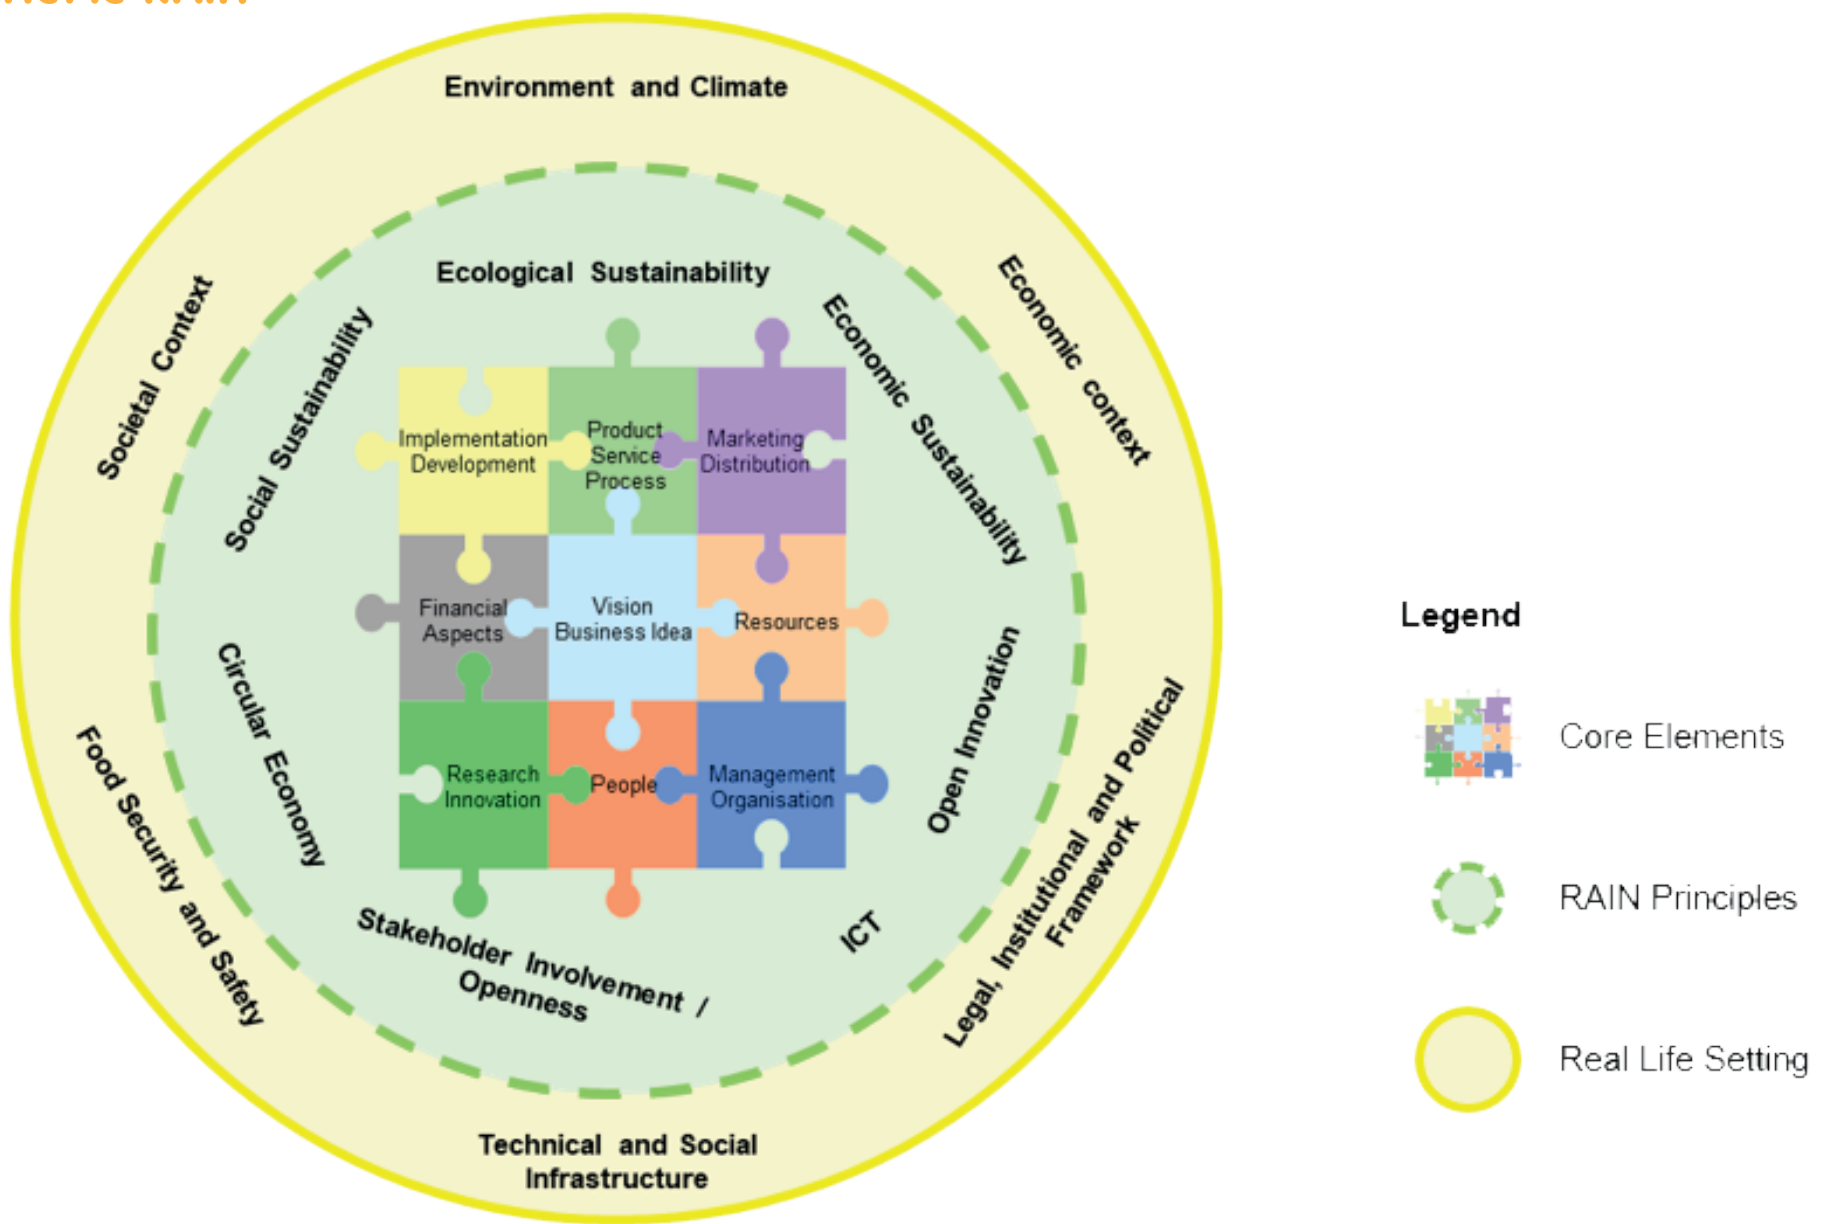 RAIN
Environment and Climate
Societal Context
Economic context
Ecological Sustainability
Social Sustainability
Economic Sustainability
Implementation
Development
Product
Service
Process
Marketing
Distribution
Financial
Aspects
Vision
Business Idea
Resources
Research
Innovation
People
Management
Organisation
Circular Economy
Open Innovation
Stakeholder Involvement /
Openness
ICT
Food Security and Safety
Legal, Institutional and Political
Framework
Technical and Social
Infrastructure
Legend
Core Elements
RAIN Principles
Real Life Setting